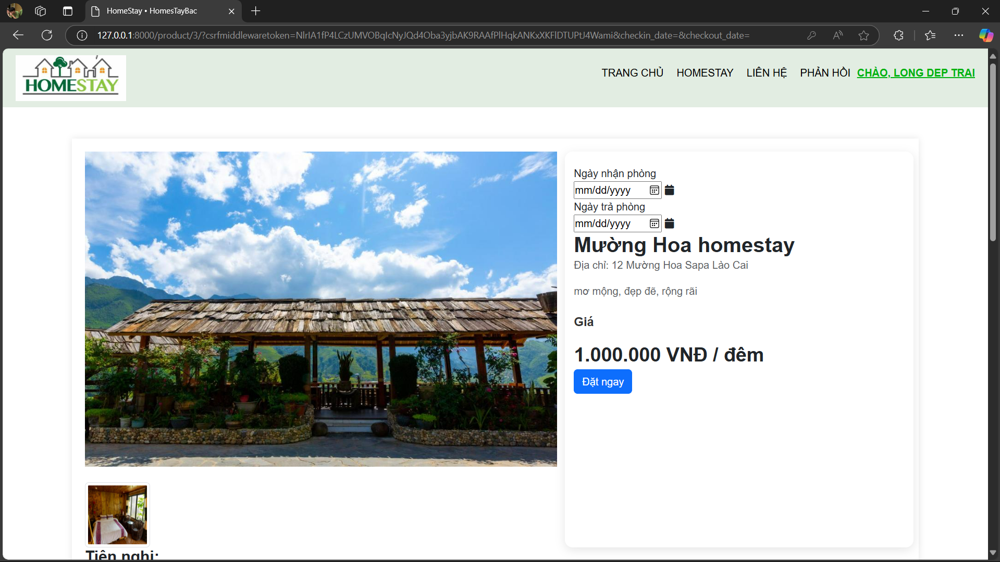 HomeStay • HomesTayBac
127.0.0.1:8000/product/3/?csrfmiddlewaretoken=NlrIA1fP4LCzUMVOBqIcNyJQd4Oba3yjbAK9RAAfPlHqkANKxXKFlDTUPtJ4Wami&checkin_date=&checkout_date=
HOMESTAY
TRANG CHỦ HOMESTAY LIÊN HỆ PHẢN HỒI CHÀO, LONG DEP TRAI
Ngày nhận phòng
mm/dd/yyyy
Ngày trả phòng
mm/dd/yyyy
Mường Hoa homestay
Địa chỉ: 12 Mường Hoa Sapa Lào Cai
mơ mộng, đẹp đẽ, rộng rãi
Giá
1.000.000 VNĐ / đêm
Đặt ngay
Tiện nghi: